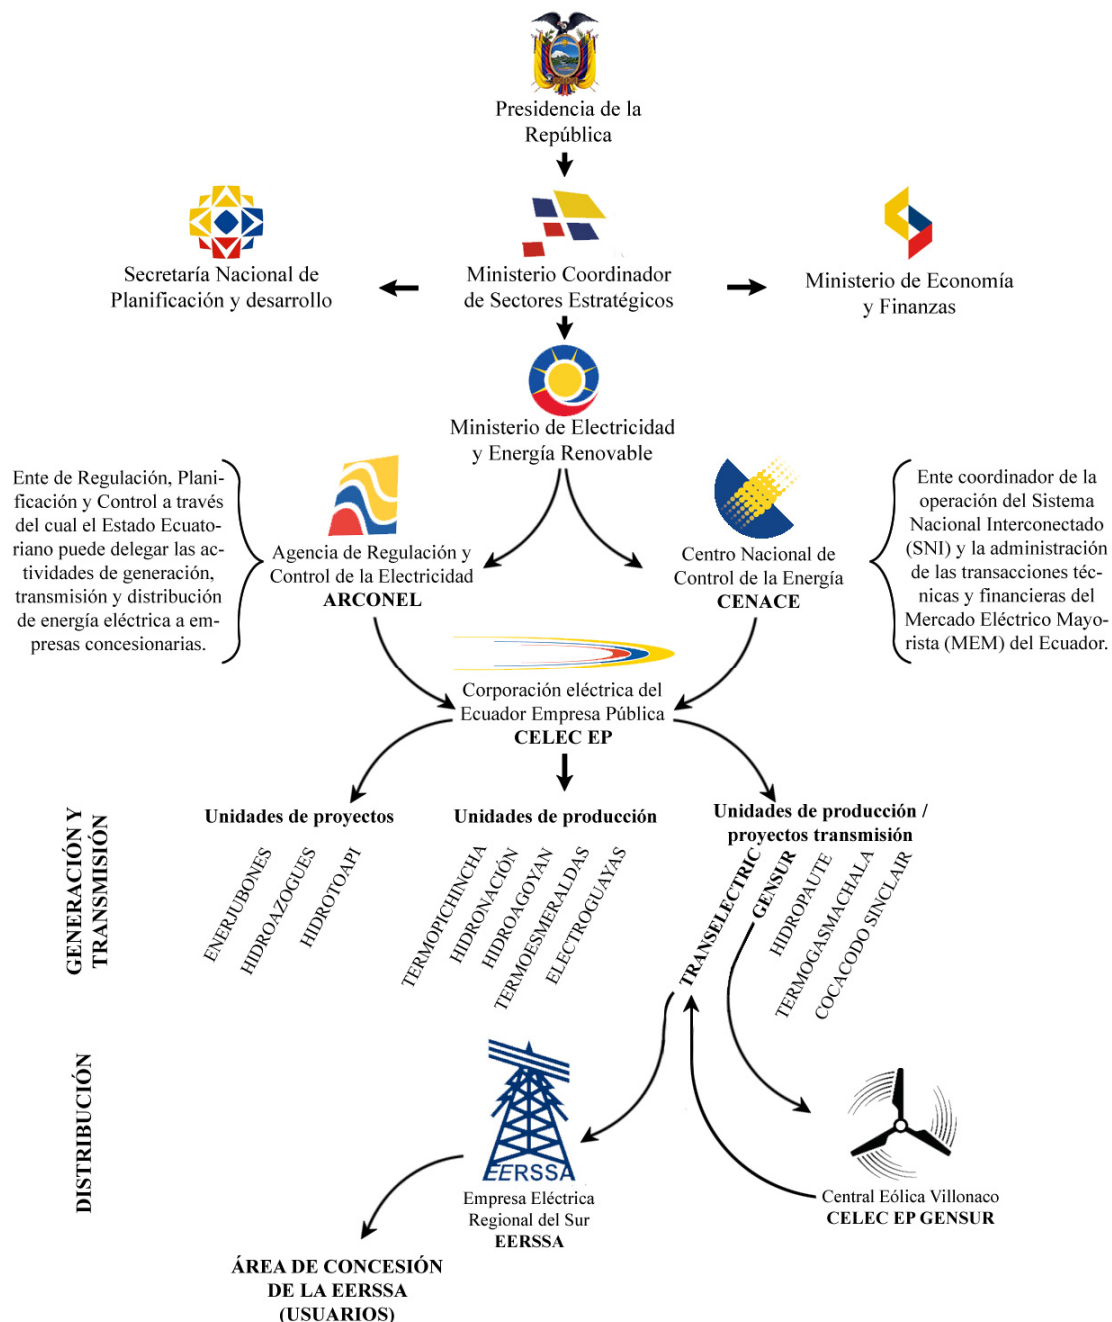 Presidencia de la
República
Secretaría Nacional de
Planificación y desarrollo
Ministerio Coordinador
de Sectores Estratégicos
Ministerio de Economía
y Finanzas
Ministerio de Electricidad
y Energía Renovable
Ente de Regulación, Plani-
ficación y Control a través
del cual el Estado Ecuato-
riano puede delegar las ac-
tividades de generación,
transmisión y distribución
de energía eléctrica a em-
presas concesionarias.
Agencia de Regulación y
Control de la Electricidad
ARCONEL
Centro Nacional de
Control de la Energía
CENACE
Ente coordinador de la
operación del Sistema
Nacional Interconectado
(SNI) y la administración
de las transacciones téc-
nicas y financieras del
Mercado Eléctrico Mayo-
rista (MEM) del Ecuador.
Corporación eléctrica del
Ecuador Empresa Pública
CELEC EP
GENERACIÓN Y
TRANSMISIÓN
Unidades de proyectos
ENERJUBONES
HIDROAZOGUES
HIDROTOAPI
Unidades de producción
TERMOPICHINCHA
HIDRONACIÓN
HIDROAGOYAN
TERMOESMERALDAS
ELECTROGUAYAS
Unidades de producción /
proyectos transmisión
TRANSELECTRIC
GENSUR
HIDROPAUTE
TERMOGASMACHALA
COCACODO SINCLAIR
DISTRIBUCIÓN
EERSSA
Empresa Eléctrica
Regional del Sur
EERSSA
Central Eólica Villonaco
CELEC EP GENSUR
ÁREA DE CONCESIÓN
DE LA EERSSA
(USUARIOS)